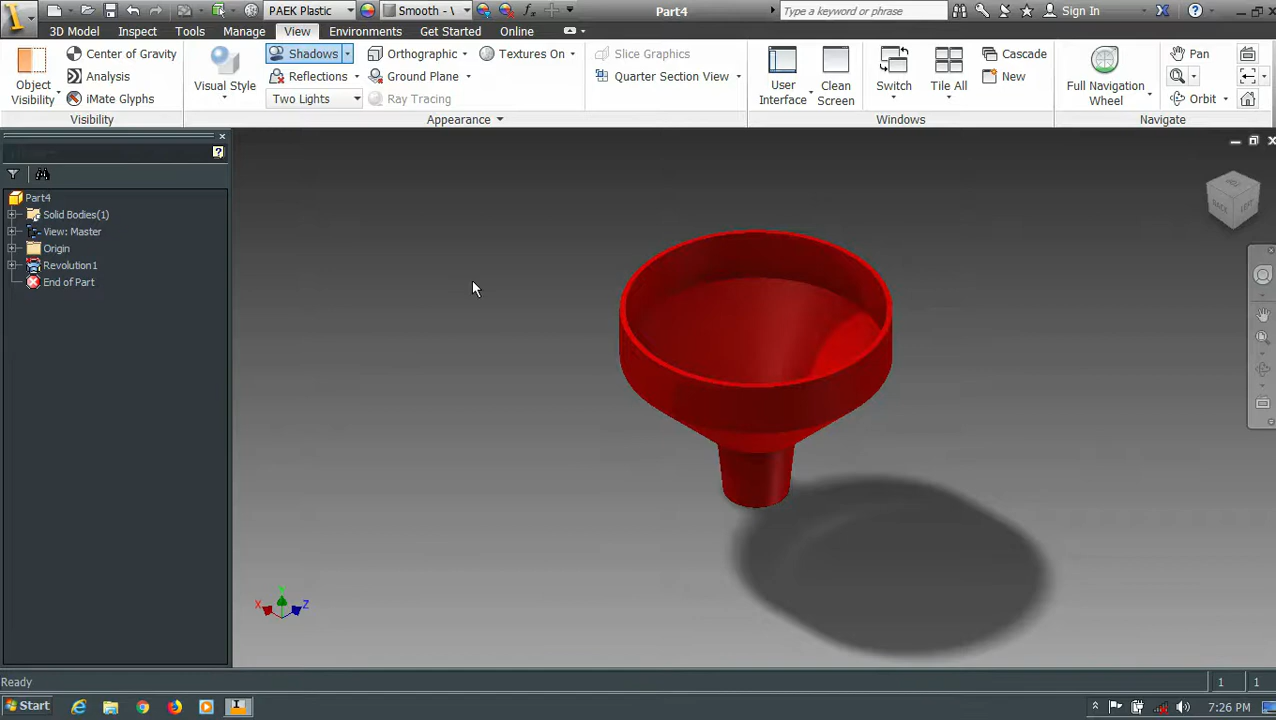 PAEK Plastic Smooth - \ Part4 Type a keyword or phrase Sign In
3D Model Inspect Tools Manage View Environments Get Started Online
Object Visibility
Center of Gravity
Analysis
iMate Glyphs
Visibility
Visual Style
Shadows
Reflections
Two Lights
Orthographic
Ground Plane
Ray Tracing
Textures On
Appearance
Slice Graphics
Quarter Section View
User Interface
Clean Screen
Switch
Tile All
Cascade
New
Windows
Full Navigation Wheel
Pan
Orbit
Navigate
Part4
Solid Bodies(1)
View: Master
Origin
Revolution1
End of Part
X
Z
Ready 1 1
Start 7:26 PM